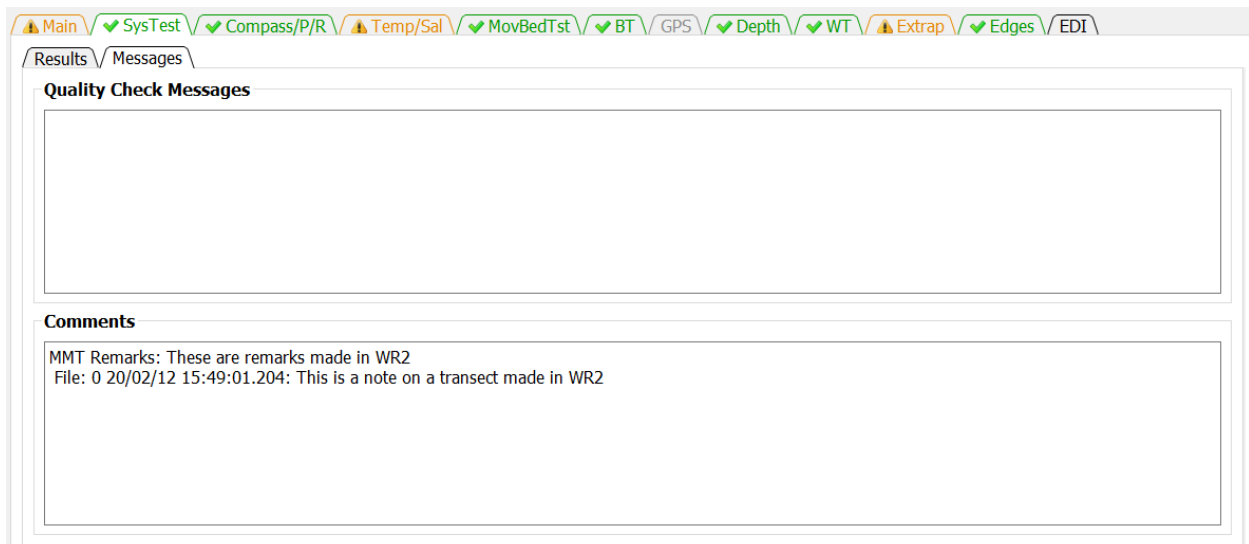 Main SysTest Compass/P/R Temp/Sal MovBedTst BT GPS Depth WT Extrap Edges EDI
Results Messages
Quality Check Messages
Comments
MMT Remarks: These are remarks made in WR2
File: 0 20/02/12 15:49:01.204: This is a note on a transect made in WR2